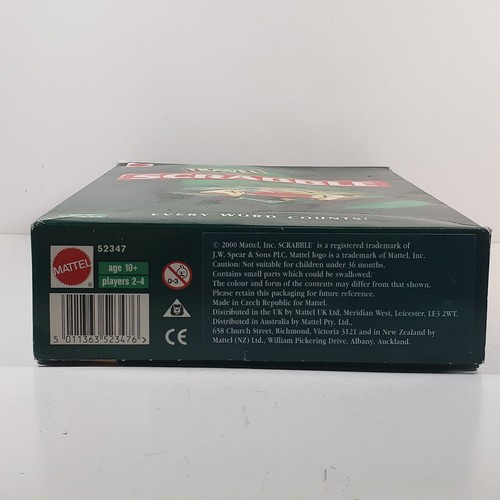 TRAVEL
SCRABBLE
EVERY WORD COUNTS!
MATTEL
52347
age 10+
players 2-4
0-3
5 011363 523476 >
CE
© 2000 Mattel, Inc. SCRABBLE® is a registered trademark of
J.W. Spear & Sons PLC. Mattel logo is a trademark of Mattel, Inc.
Caution: Not suitable for children under 36 months.
Contains small parts which could be swallowed.
The colour and form of the contents may differ from that shown.
Please retain this packaging for future reference.
Made in Czech Republic for Mattel.
Distributed in the UK by Mattel UK Ltd, Meridian West, Leicester, LE3 2WT.
Distributed in Australia by Mattel Pty. Ltd.,
658 Church Street, Richmond, Victoria 3121 and in New Zealand by
Mattel (NZ) Ltd., William Pickering Drive, Albany, Auckland.